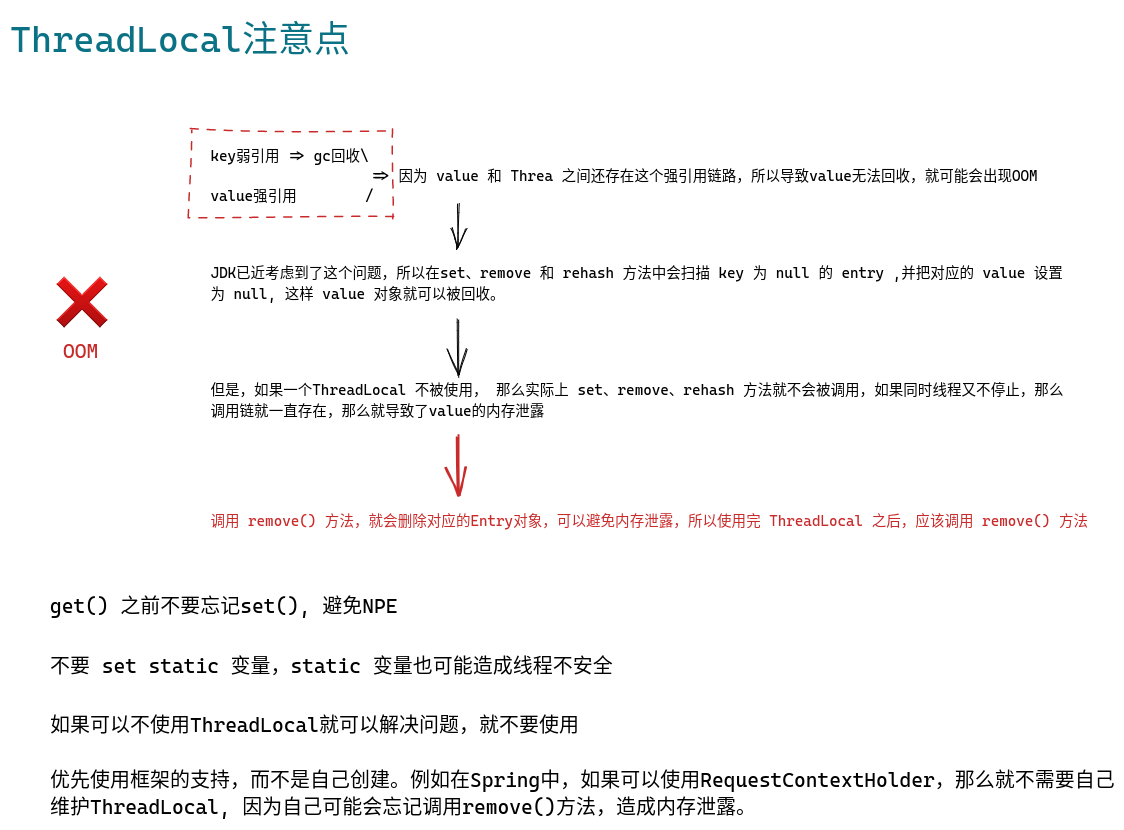 ThreadLocal注意点
key弱引用 => gc回收\
=> 因为 value 和 Threa 之间还存在这个强引用链路，所以导致value无法回收，就可能会出现OOM
value强引用 /
JDK已近考虑到了这个问题，所以在set、remove 和 rehash 方法中会扫描 key 为 null 的 entry ,并把对应的 value 设置
为 null, 这样 value 对象就可以被回收。
OOM
但是，如果一个ThreadLocal 不被使用， 那么实际上 set、remove、rehash 方法就不会被调用，如果同时线程又不停止，那么
调用链就一直存在，那么就导致了value的内存泄露
调用 remove() 方法，就会删除对应的Entry对象，可以避免内存泄露，所以使用完 ThreadLocal 之后，应该调用 remove() 方法
get() 之前不要忘记set(), 避免NPE
不要 set static 变量，static 变量也可能造成线程不安全
如果可以不使用ThreadLocal就可以解决问题，就不要使用
优先使用框架的支持，而不是自己创建。例如在Spring中，如果可以使用RequestContextHolder，那么就不需要自己
维护ThreadLocal, 因为自己可能会忘记调用remove()方法，造成内存泄露。